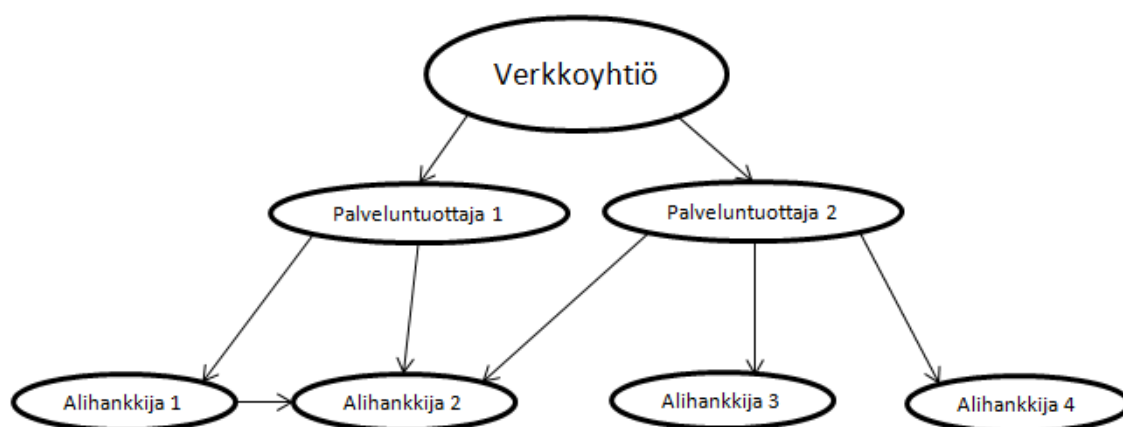 Verkkoyhtiö
Palveluntuottaja 1
Palveluntuottaja 2
Alihankkija 1
Alihankkija 2
Alihankkija 3
Alihankkija 4